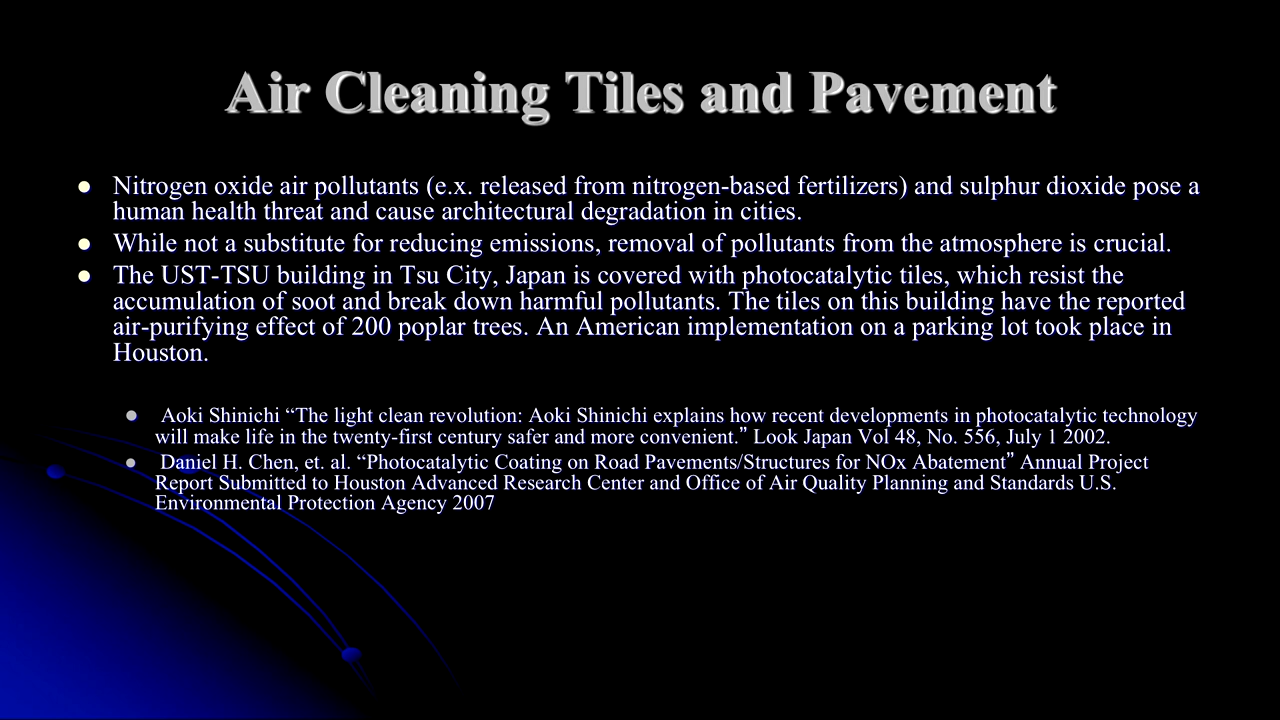 Air Cleaning Tiles and Pavement
Nitrogen oxide air pollutants (e.x. released from nitrogen-based fertilizers) and sulphur dioxide pose a
human health threat and cause architectural degradation in cities.
While not a substitute for reducing emissions, removal of pollutants from the atmosphere is crucial.
The UST-TSU building in Tsu City, Japan is covered with photocatalytic tiles, which resist the
accumulation of soot and break down harmful pollutants. The tiles on this building have the reported
air-purifying effect of 200 poplar trees. An American implementation on a parking lot took place in
Houston.
Aoki Shinichi “The light clean revolution: Aoki Shinichi explains how recent developments in photocatalytic technology
will make life in the twenty-first century safer and more convenient.” Look Japan Vol 48, No. 556, July 1 2002.
Daniel H. Chen, et. al. “Photocatalytic Coating on Road Pavements/Structures for NOx Abatement” Annual Project
Report Submitted to Houston Advanced Research Center and Office of Air Quality Planning and Standards U.S.
Environmental Protection Agency 2007